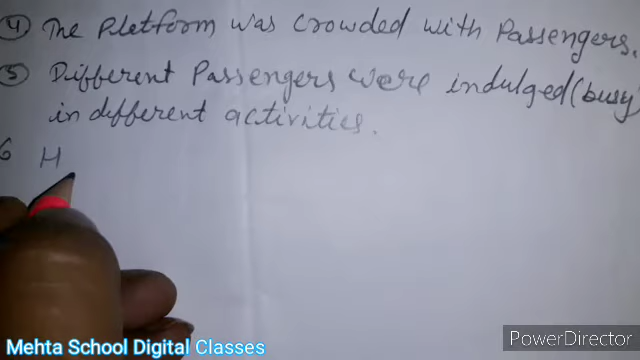 ④ The Platform was crowded with Passengers.
⑤ Different Passengers were indulged (busy)
in different activities.
6 H
Mehta School Digital Classes
PowerDirector